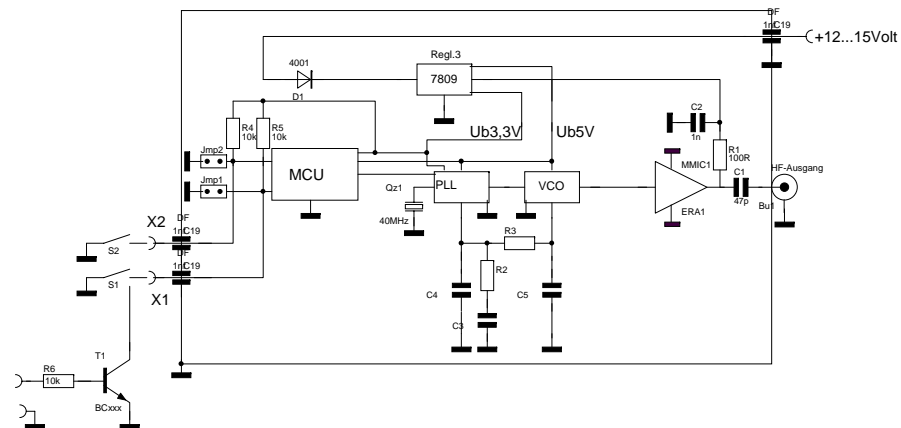 DF
1nC19
+12...15Volt
Regl.3
4001
7809
D1
C2
1n
R4
10k
R5
10k
Ub3,3V
Ub5V
R1
100R
Jmp2
MMIC1
HF-Ausgang
MCU
C1
Qz1
PLL
VCO
Jmp1
47p
Bu1
40MHz
ERA1
X2
DF
1nC19
S2
DF
1nC19
R3
R2
S1
X1
C4
C5
C3
T1
R6
10k
BCxxx